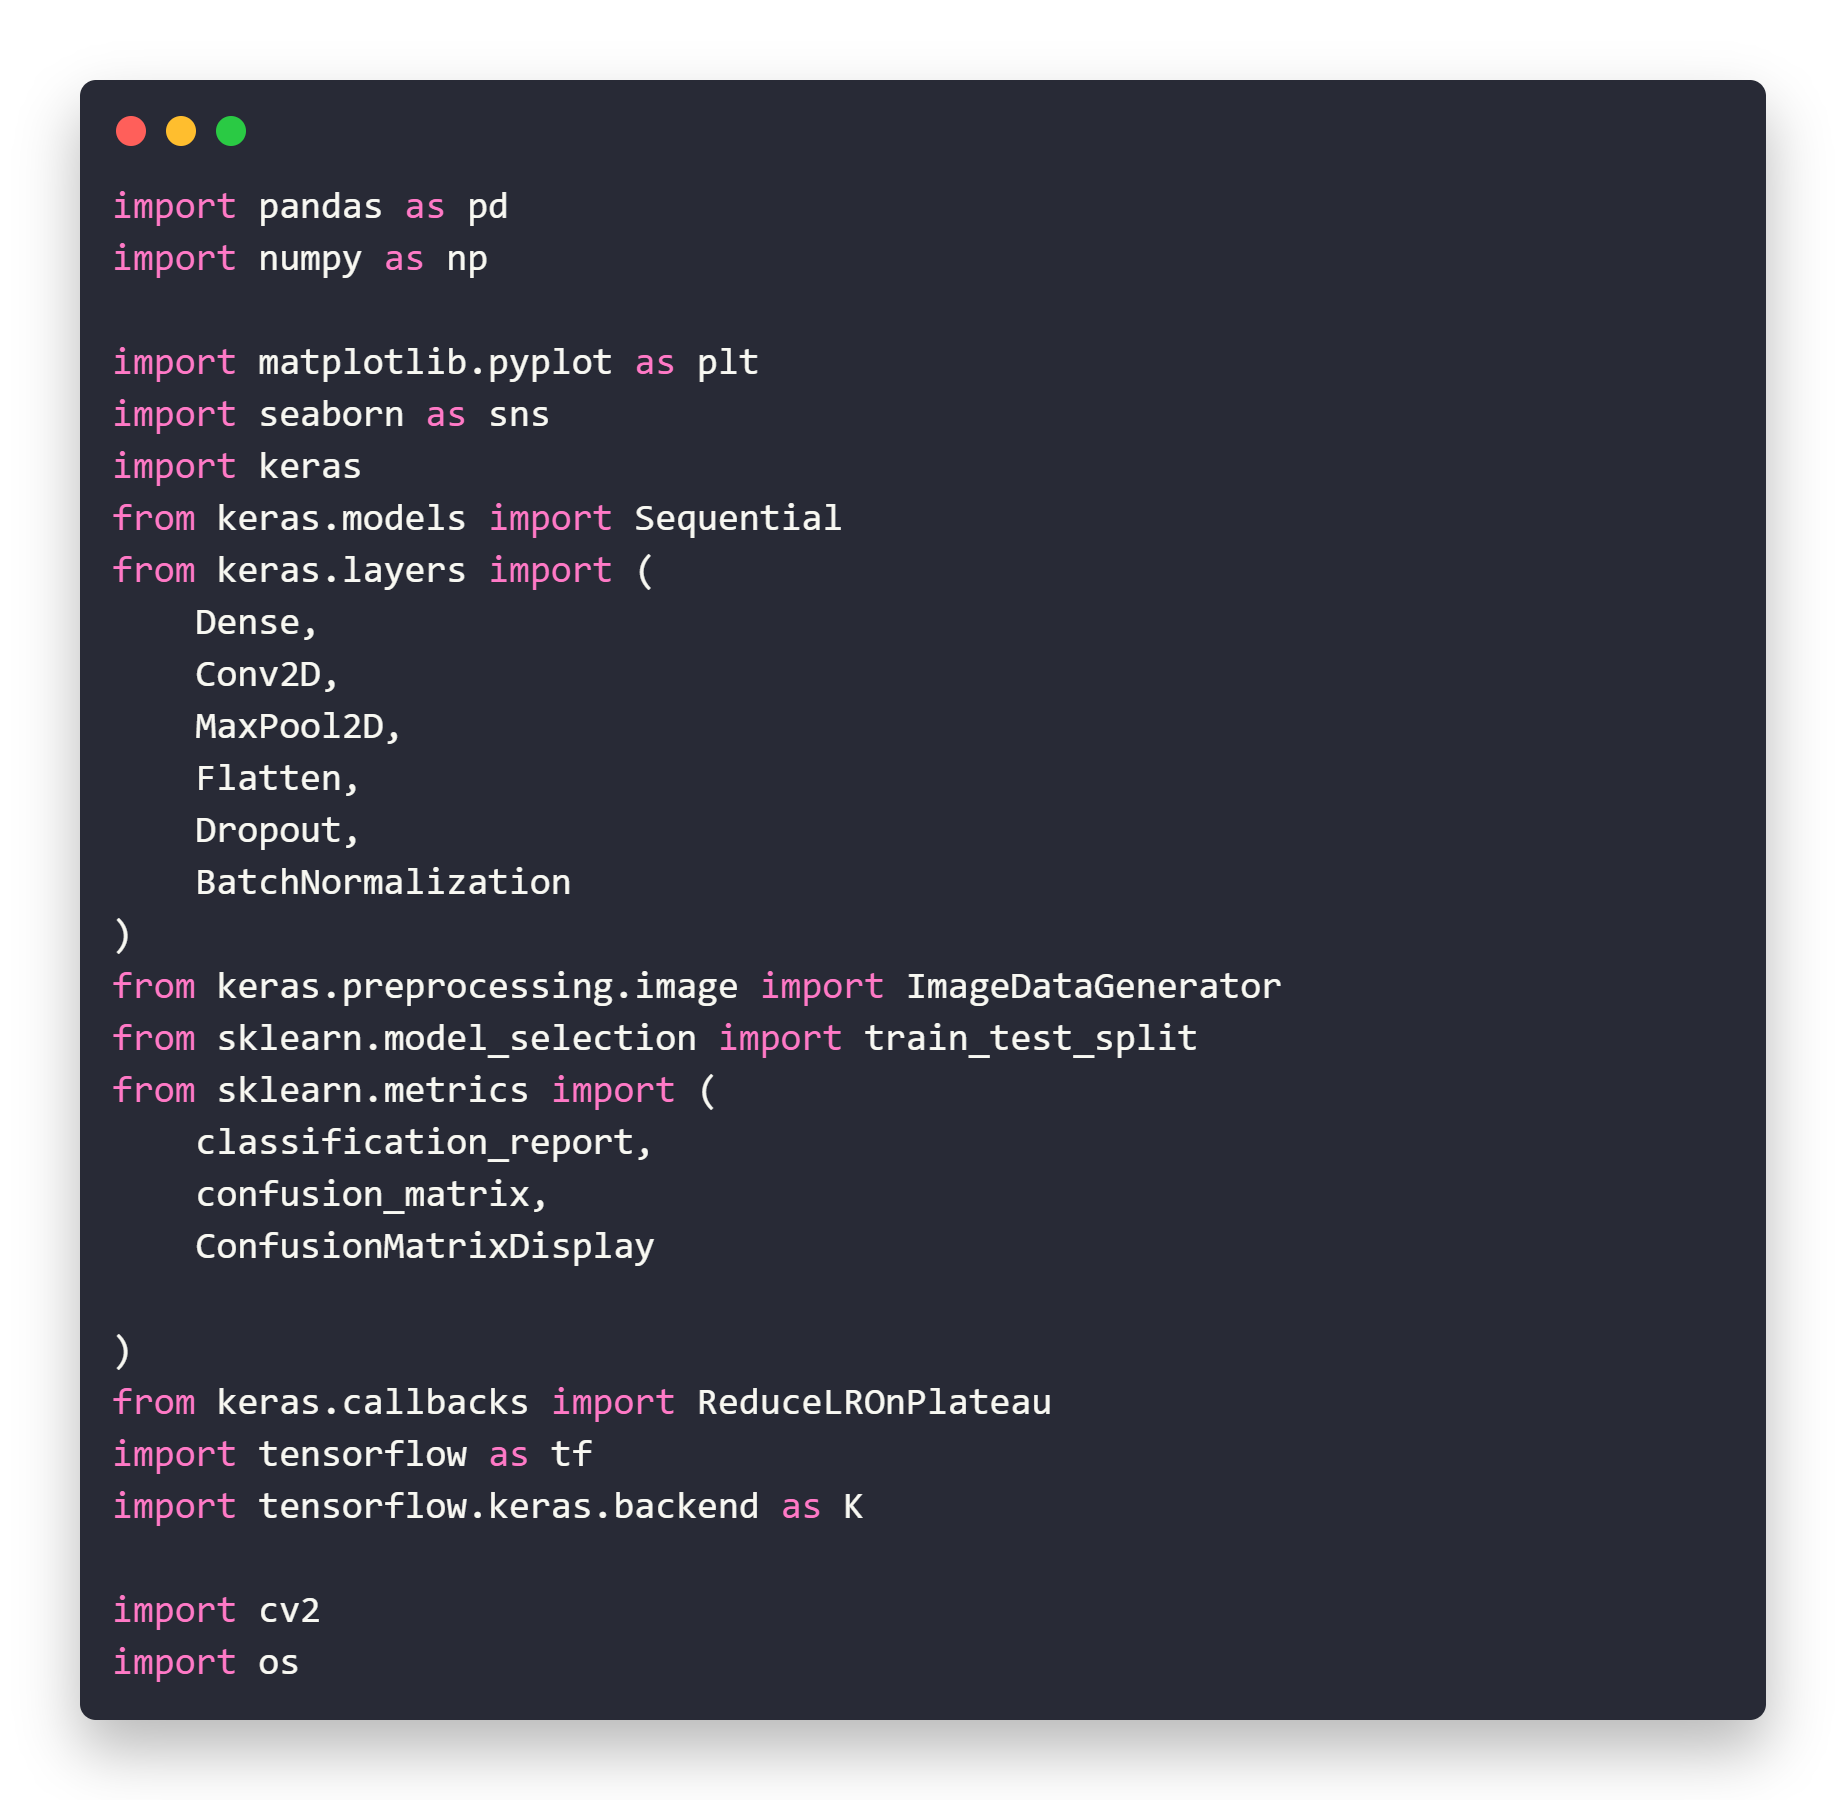 import pandas as pd
import numpy as np

import matplotlib.pyplot as plt
import seaborn as sns
import keras
from keras.models import Sequential
from keras.layers import (
    Dense,
    Conv2D,
    MaxPool2D,
    Flatten,
    Dropout,
    BatchNormalization
)
from keras.preprocessing.image import ImageDataGenerator
from sklearn.model_selection import train_test_split
from sklearn.metrics import (
    classification_report,
    confusion_matrix,
    ConfusionMatrixDisplay

)
from keras.callbacks import ReduceLROnPlateau
import tensorflow as tf
import tensorflow.keras.backend as K

import cv2
import os